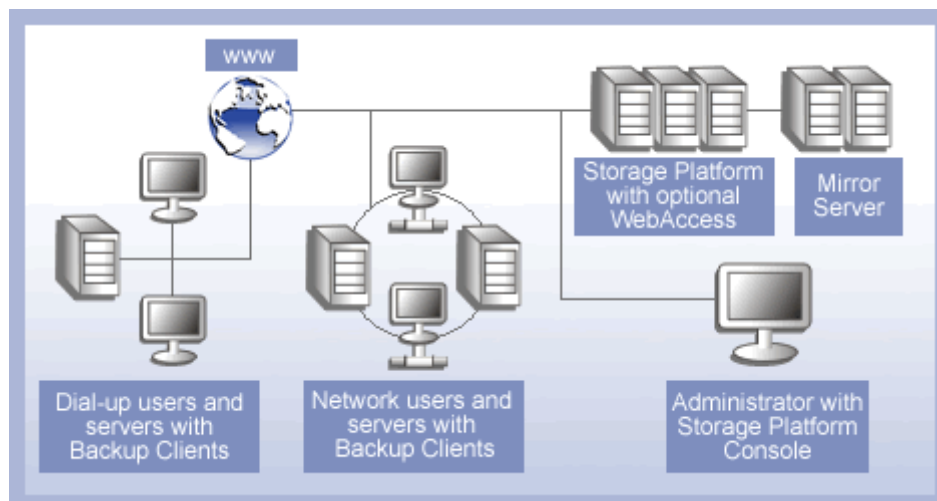 www
Storage Platform
with optional
WebAccess
Mirror
Server
Dial-up users and
servers with
Backup Clients
Network users and
servers with
Backup Clients
Administrator with
Storage Platform
Console